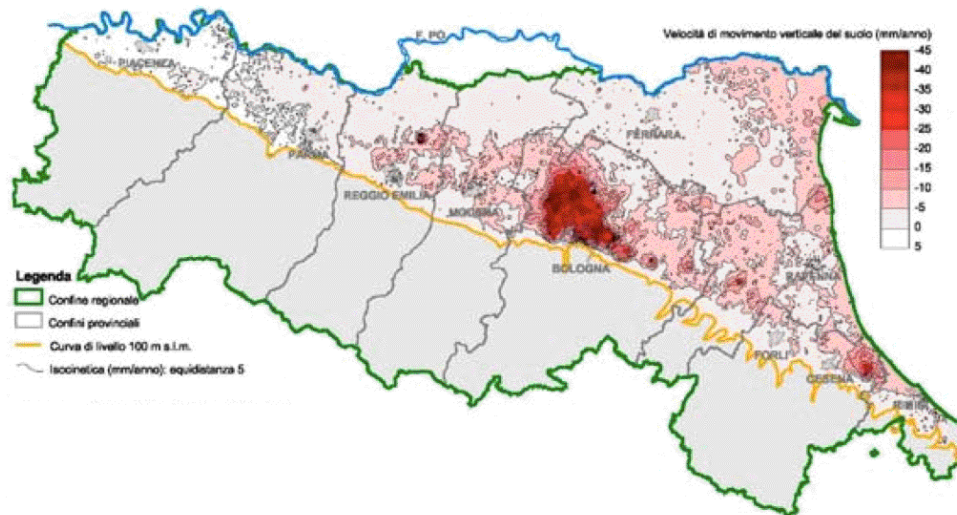 F. PO
Velocità di movimento verticale del suolo (mm/anno)
-45
-40
-35
-30
-25
-20
-15
-10
-5
0
5
PIACENZA
PARMA
REGGIO EMILIA
MODENA
FERRARA
BOLOGNA
RAVENNA
FORLI
CESENA
RIMINI
Legenda
Confine regionale
Confini provinciali
Curva di livello 100 m s.l.m.
Isocinetica (mm/anno): equidistanza 5